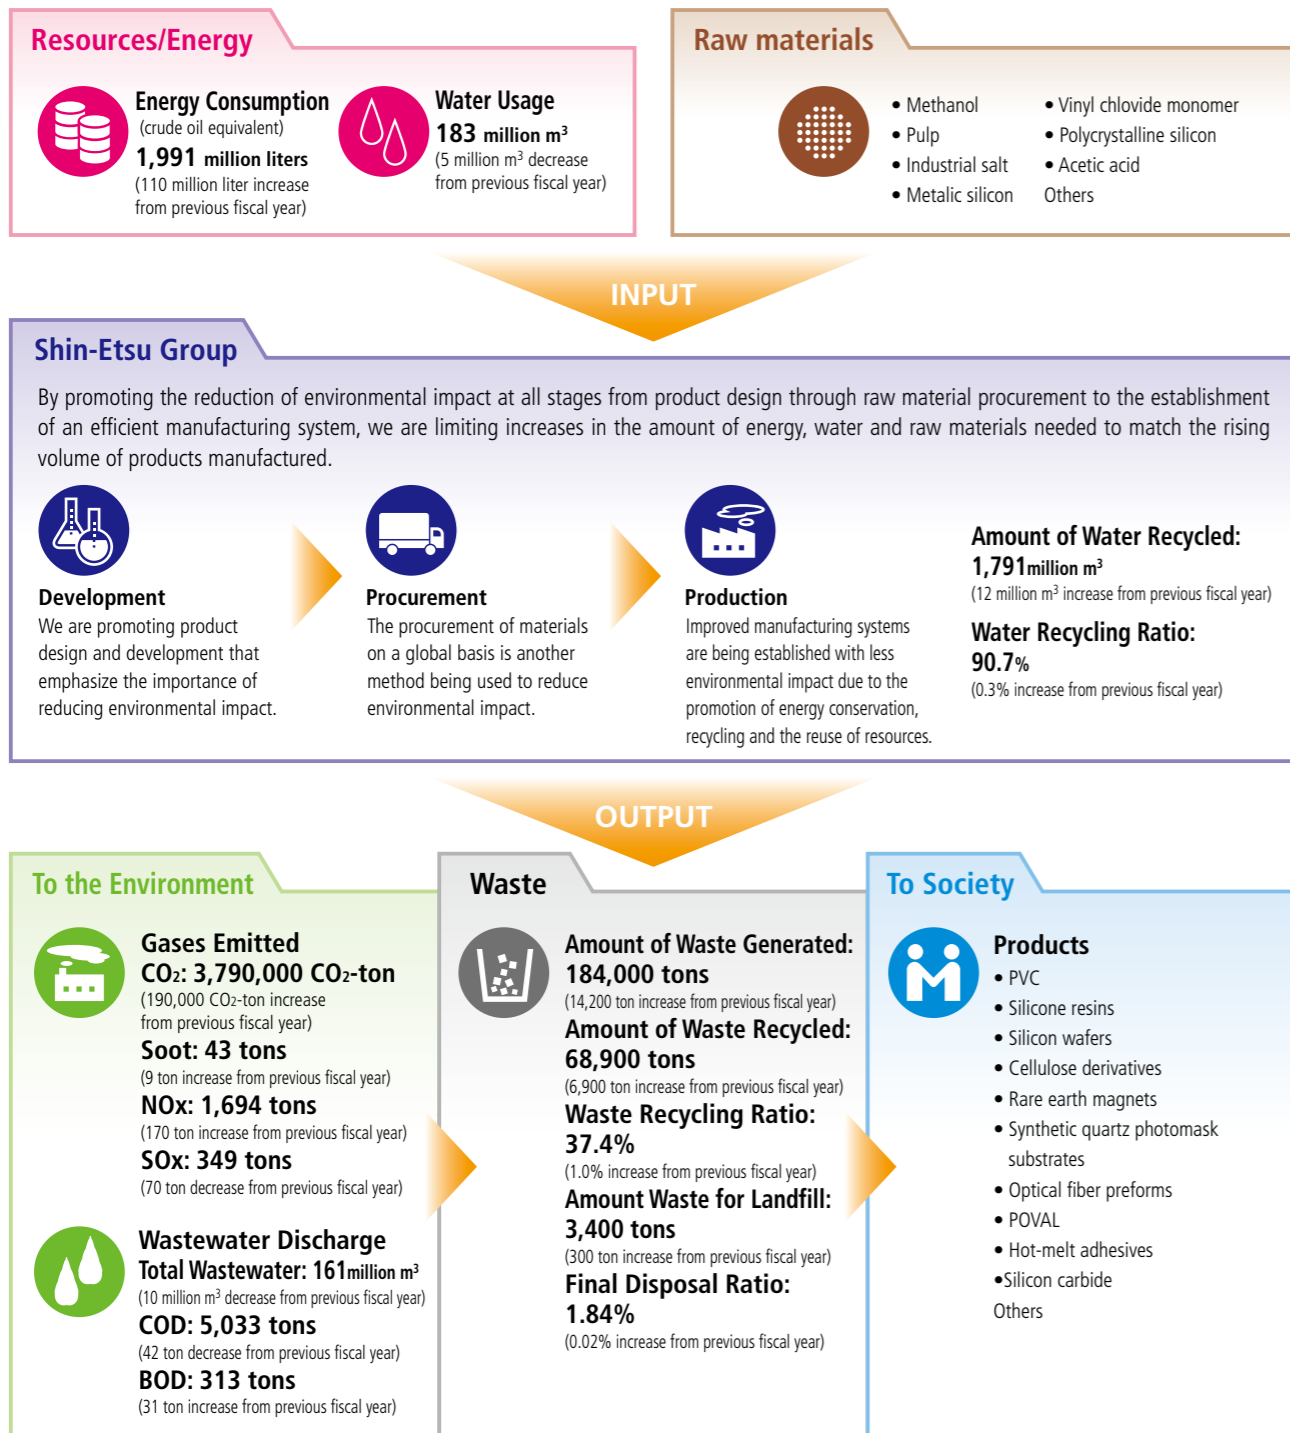 Resources/Energy
Energy Consumption
(crude oil equivalent)
1,991 million liters
(110 million liter increase
from previous fiscal year)
Water Usage
183 million m³
(5 million m³ decrease
from previous fiscal year)
Raw materials
• Methanol
• Pulp
• Industrial salt
• Metalic silicon
• Vinyl chlovide monomer
• Polycrystalline silicon
• Acetic acid
Others
INPUT
Shin-Etsu Group
By promoting the reduction of environmental impact at all stages from product design through raw material procurement to the establishment
of an efficient manufacturing system, we are limiting increases in the amount of energy, water and raw materials needed to match the rising
volume of products manufactured.
Development
We are promoting product
design and development that
emphasize the importance of
reducing environmental impact.
Procurement
The procurement of materials
on a global basis is another
method being used to reduce
environmental impact.
Production
Improved manufacturing systems
are being established with less
environmental impact due to the
promotion of energy conservation,
recycling and the reuse of resources.
Amount of Water Recycled:
1,791million m³
(12 million m³ increase from previous fiscal year)
Water Recycling Ratio:
90.7%
(0.3% increase from previous fiscal year)
OUTPUT
To the Environment
Gases Emitted
CO₂: 3,790,000 CO₂-ton
(190,000 CO₂-ton increase
from previous fiscal year)
Soot: 43 tons
(9 ton increase from previous fiscal year)
NOx: 1,694 tons
(170 ton increase from previous fiscal year)
SOx: 349 tons
(70 ton decrease from previous fiscal year)
Wastewater Discharge
Total Wastewater: 161million m³
(10 million m³ decrease from previous fiscal year)
COD: 5,033 tons
(42 ton decrease from previous fiscal year)
BOD: 313 tons
(31 ton increase from previous fiscal year)
Waste
Amount of Waste Generated:
184,000 tons
(14,200 ton increase from previous fiscal year)
Amount of Waste Recycled:
68,900 tons
(6,900 ton increase from previous fiscal year)
Waste Recycling Ratio:
37.4%
(1.0% increase from previous fiscal year)
Amount Waste for Landfill:
3,400 tons
(300 ton increase from previous fiscal year)
Final Disposal Ratio:
1.84%
(0.02% increase from previous fiscal year)
To Society
Products
• PVC
• Silicone resins
• Silicon wafers
• Cellulose derivatives
• Rare earth magnets
• Synthetic quartz photomask
substrates
• Optical fiber preforms
• POVAL
• Hot-melt adhesives
•Silicon carbide
Others